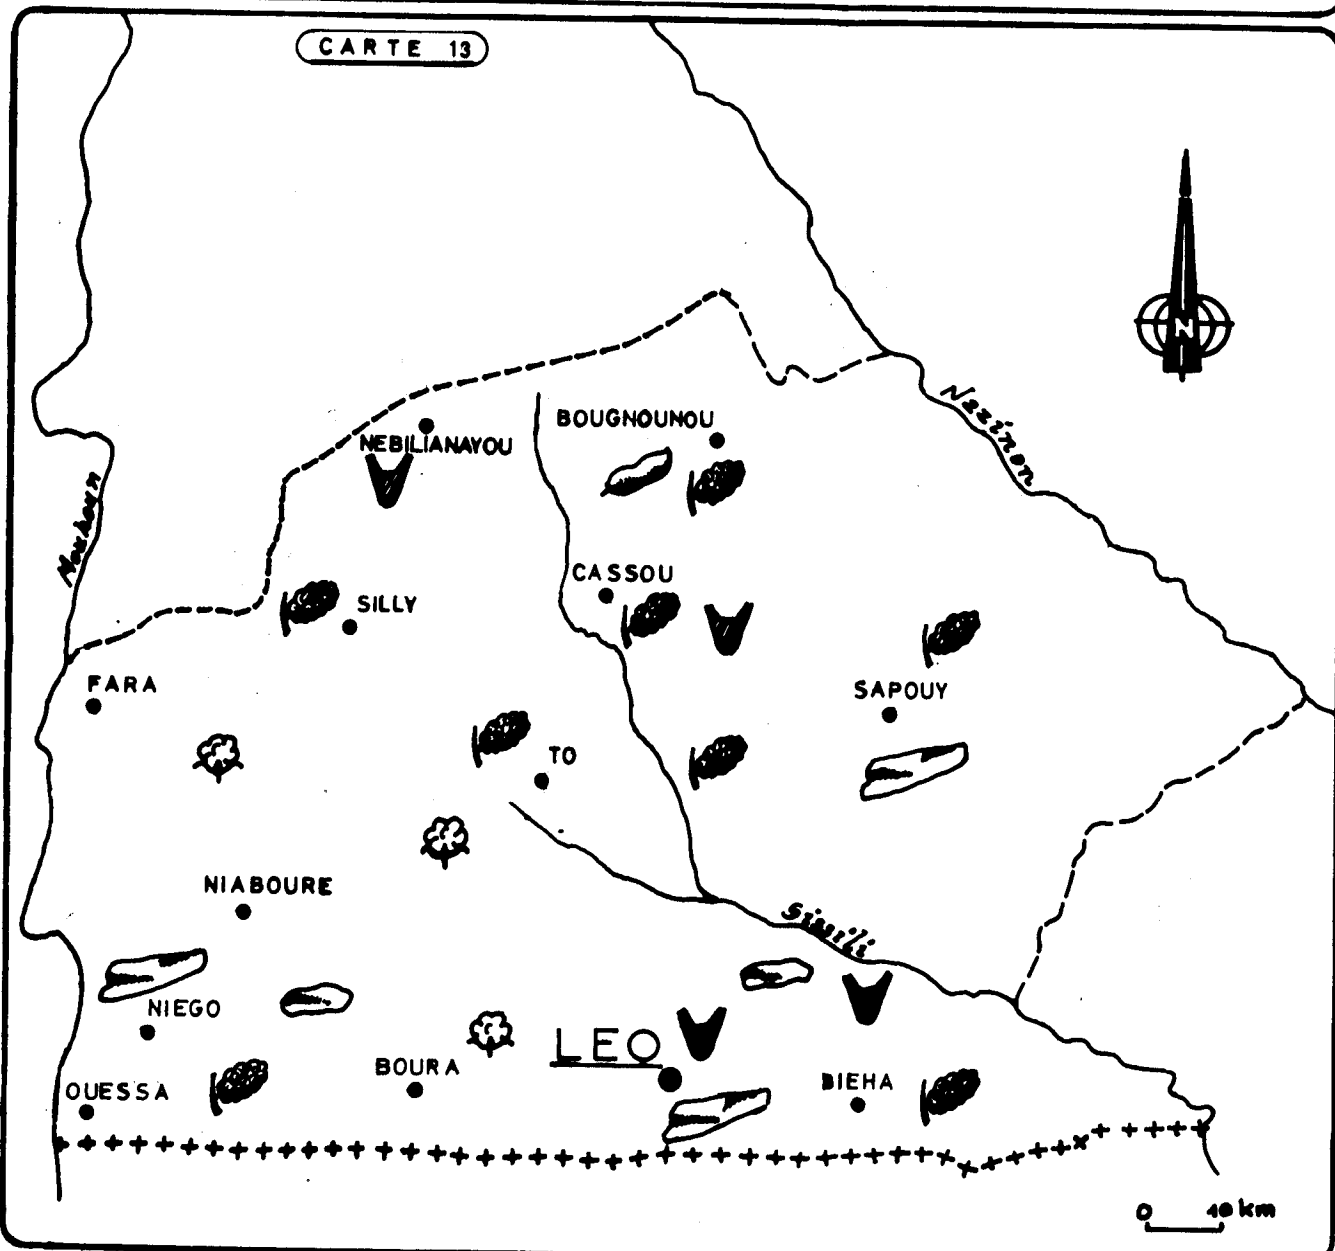 CARTE 13
N
Nazinon
BOUGNOUNOU
NEBILIANAYOU
Mouhoun
CASSOU
SILLY
FARA
SAPOUY
TO
NIABOURE
Sissili
NIEGO
LEO
BOURA
BIEHA
OUESSA
0 10 km